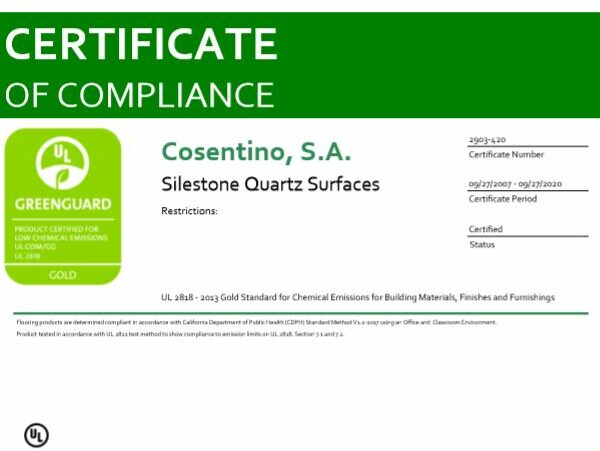 CERTIFICATE
OF COMPLIANCE
UL
GREENGUARD
PRODUCT CERTIFIED FOR
LOW CHEMICAL EMISSIONS
UL.COM/GG
UL 2818
GOLD
Cosentino, S.A.
Silestone Quartz Surfaces
Restrictions:
2903-420
Certificate Number
09/27/2007 - 09/27/2020
Certificate Period
Certified
Status
UL 2818 - 2013 Gold Standard for Chemical Emissions for Building Materials, Finishes and Furnishings
Flooring products are determined compliant in accordance with California Department of Public Health (CDPH) Standard Method V1.2-2017 using an Office and Classroom Environment.
Product tested in accordance with UL 2821 test method to show compliance to emission limits on UL 2818, Section 7.1 and 7.2.
UL